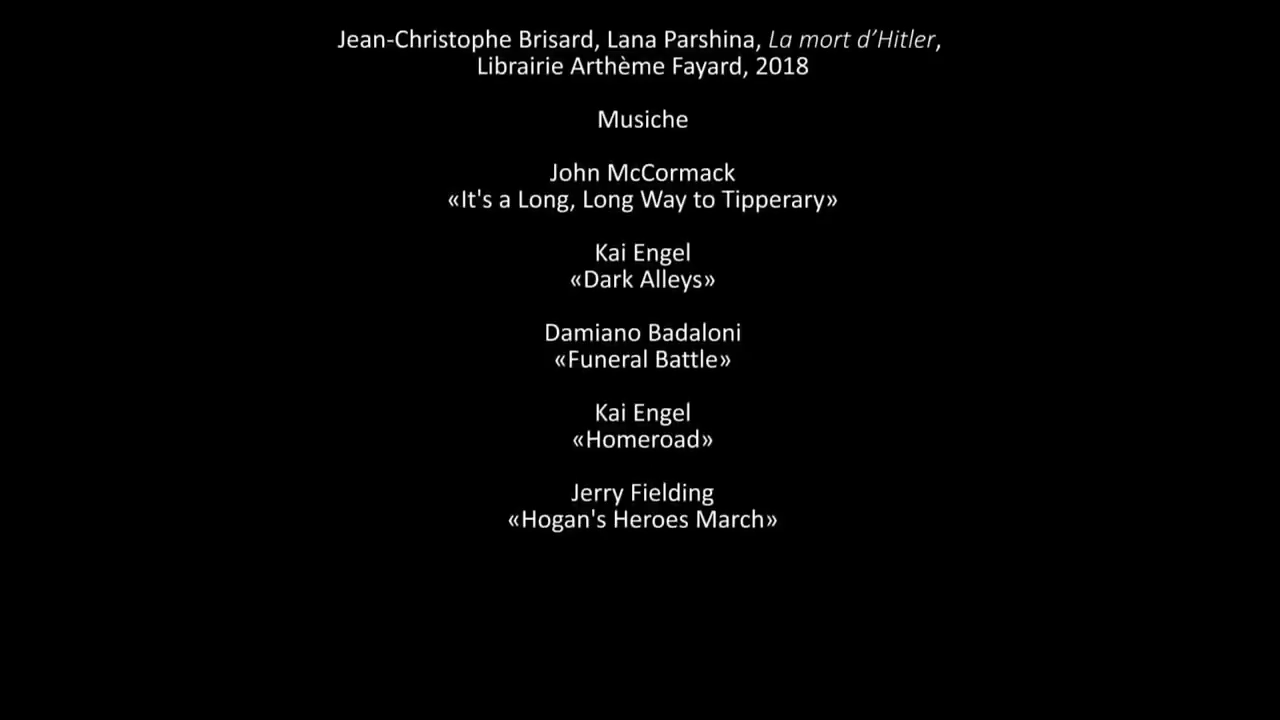 Jean-Christophe Brisard, Lana Parshina, La mort d’Hitler,
Librairie Arthème Fayard, 2018
Musiche
John McCormack
«It's a Long, Long Way to Tipperary»
Kai Engel
«Dark Alleys»
Damiano Badaloni
«Funeral Battle»
Kai Engel
«Homeroad»
Jerry Fielding
«Hogan's Heroes March»